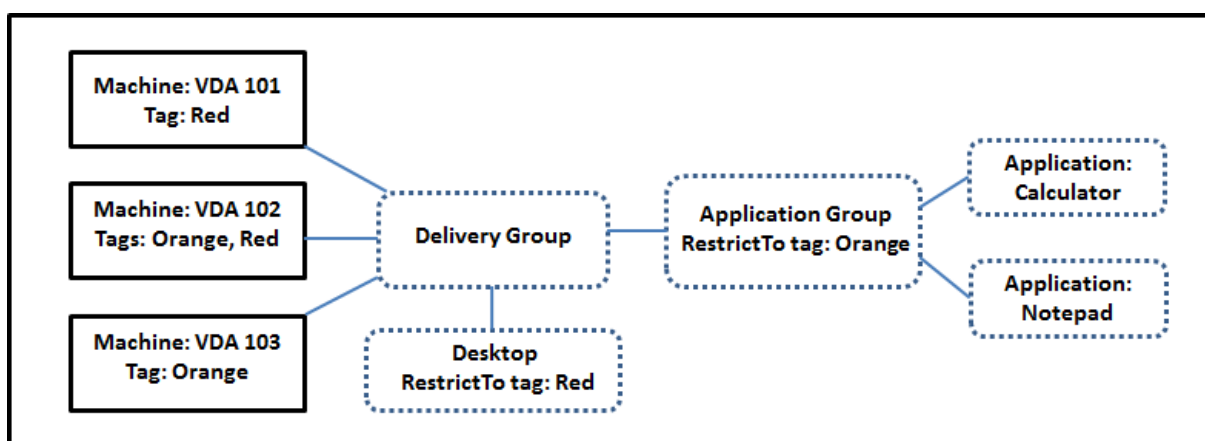 Machine: VDA 101
Tag: Red
Machine: VDA 102
Tags: Orange, Red
Machine: VDA 103
Tag: Orange
Delivery Group
Desktop
RestrictTo tag: Red
Application Group
RestrictTo tag: Orange
Application:
Calculator
Application:
Notepad